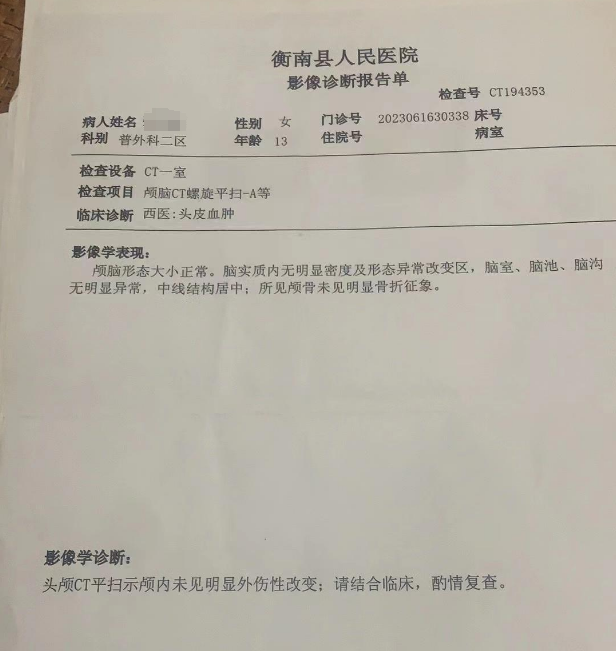 衡南县人民医院
影像诊断报告单
检查号 CT194353
病人姓名 性别 女 门诊号 2023061630338 床号
科别 普外科二区 年龄 13 住院号 病室
检查设备 CT一室
检查项目 颅脑CT螺旋平扫-A等
临床诊断 西医:头皮血肿
影像学表现:
颅脑形态大小正常。脑实质内无明显密度及形态异常改变区，脑室、脑池、脑沟
无明显异常，中线结构居中；所见颅骨未见明显骨折征象。
影像学诊断:
头颅CT平扫示颅内未见明显外伤性改变；请结合临床，酌情复查。